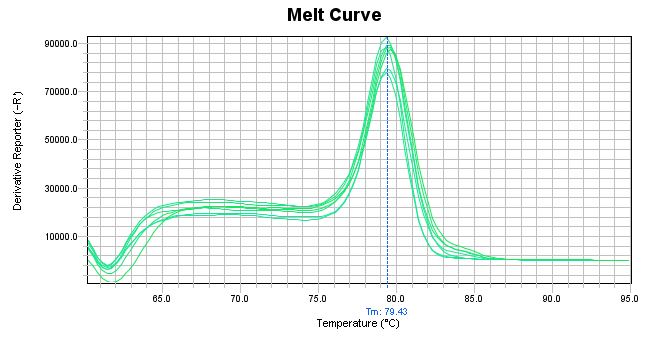 Melt Curve
Derivative Reporter (-R')
90000.0
70000.0
50000.0
30000.0
10000.0
65.0 70.0 75.0 80.0 85.0 90.0 95.0
Tm: 79.43
Temperature (°C)